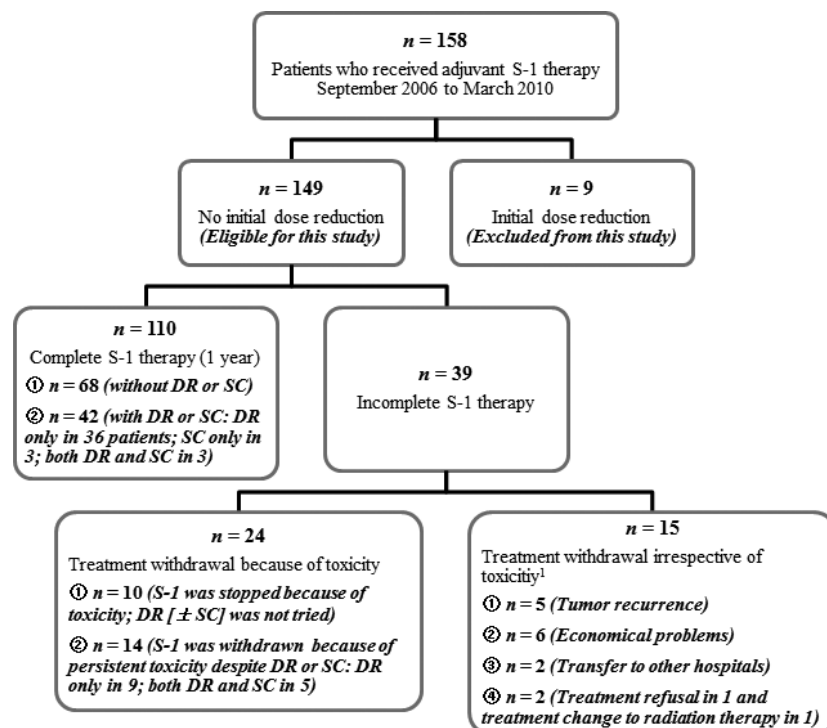 n = 158
Patients who received adjuvant S-1 therapy
September 2006 to March 2010
n = 149
No initial dose reduction
(Eligible for this study)
n = 9
Initial dose reduction
(Excluded from this study)
n = 110
Complete S-1 therapy (1 year)
① n = 68 (without DR or SC)
② n = 42 (with DR or SC: DR
only in 36 patients; SC only in
3; both DR and SC in 3)
n = 39
Incomplete S-1 therapy
n = 24
Treatment withdrawal because of toxicity
① n = 10 (S-1 was stopped because of
toxicity; DR [± SC] was not tried)
② n = 14 (S-1 was withdrawn because of
persistent toxicity despite DR or SC: DR
only in 9; both DR and SC in 5)
n = 15
Treatment withdrawal irrespective of
toxicitiy¹
① n = 5 (Tumor recurrence)
② n = 6 (Economical problems)
③ n = 2 (Transfer to other hospitals)
④ n = 2 (Treatment refusal in 1 and
treatment change to radiation therapy in 1)